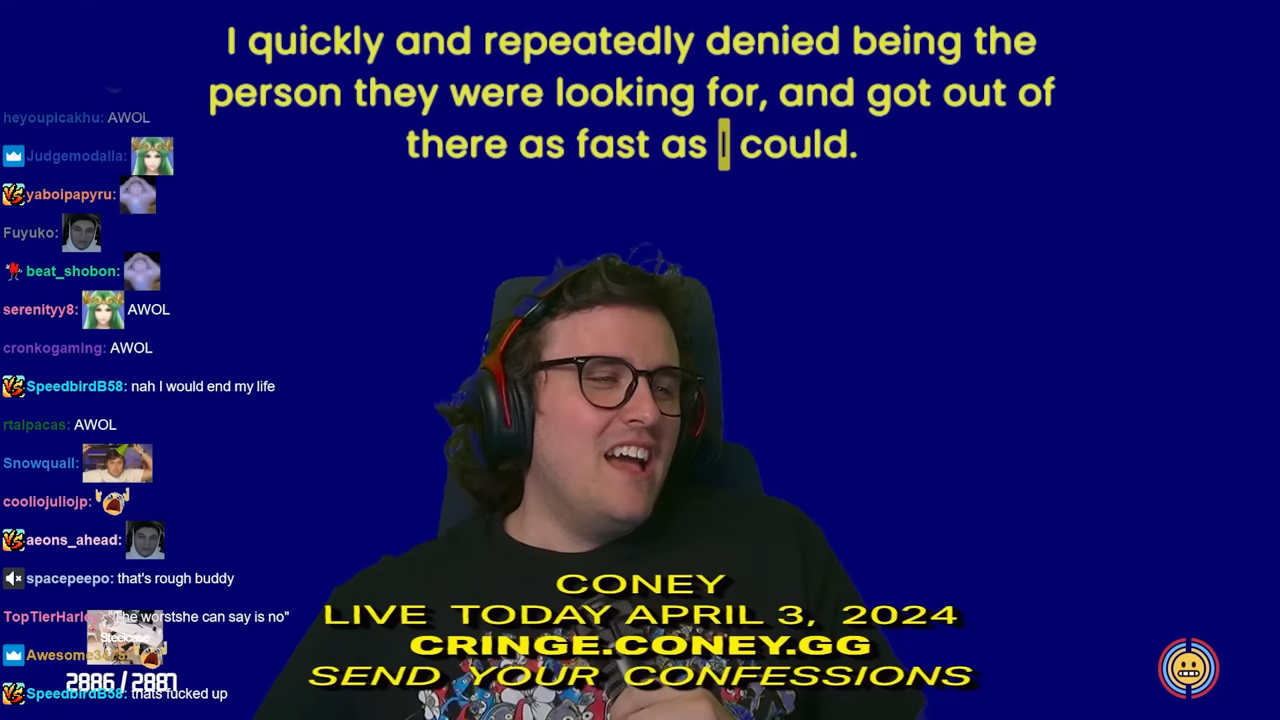 I quickly and repeatedly denied being the
person they were looking for, and got out of
there as fast as I could.
heyoupicakhu: AWOL
Judgemodalla:
yaboipapyru:
Fuyuko:
beat_shobon:
serenityy8: AWOL
cronkogaming: AWOL
SpeedbirdB58: nah I would end my life
rtalpacas: AWOL
Snowquall:
cooliojuliojp:
aeons_ahead:
spacepeepo: that's rough buddy
"The worstshe can say is no"
Steelcase
2886 / 2887
SpeedbirdB58: thats fucked up
CONEY
LIVE TODAY APRIL 3, 2024
CRINGE.CONEY.GG
SEND YOUR CONFESSIONS